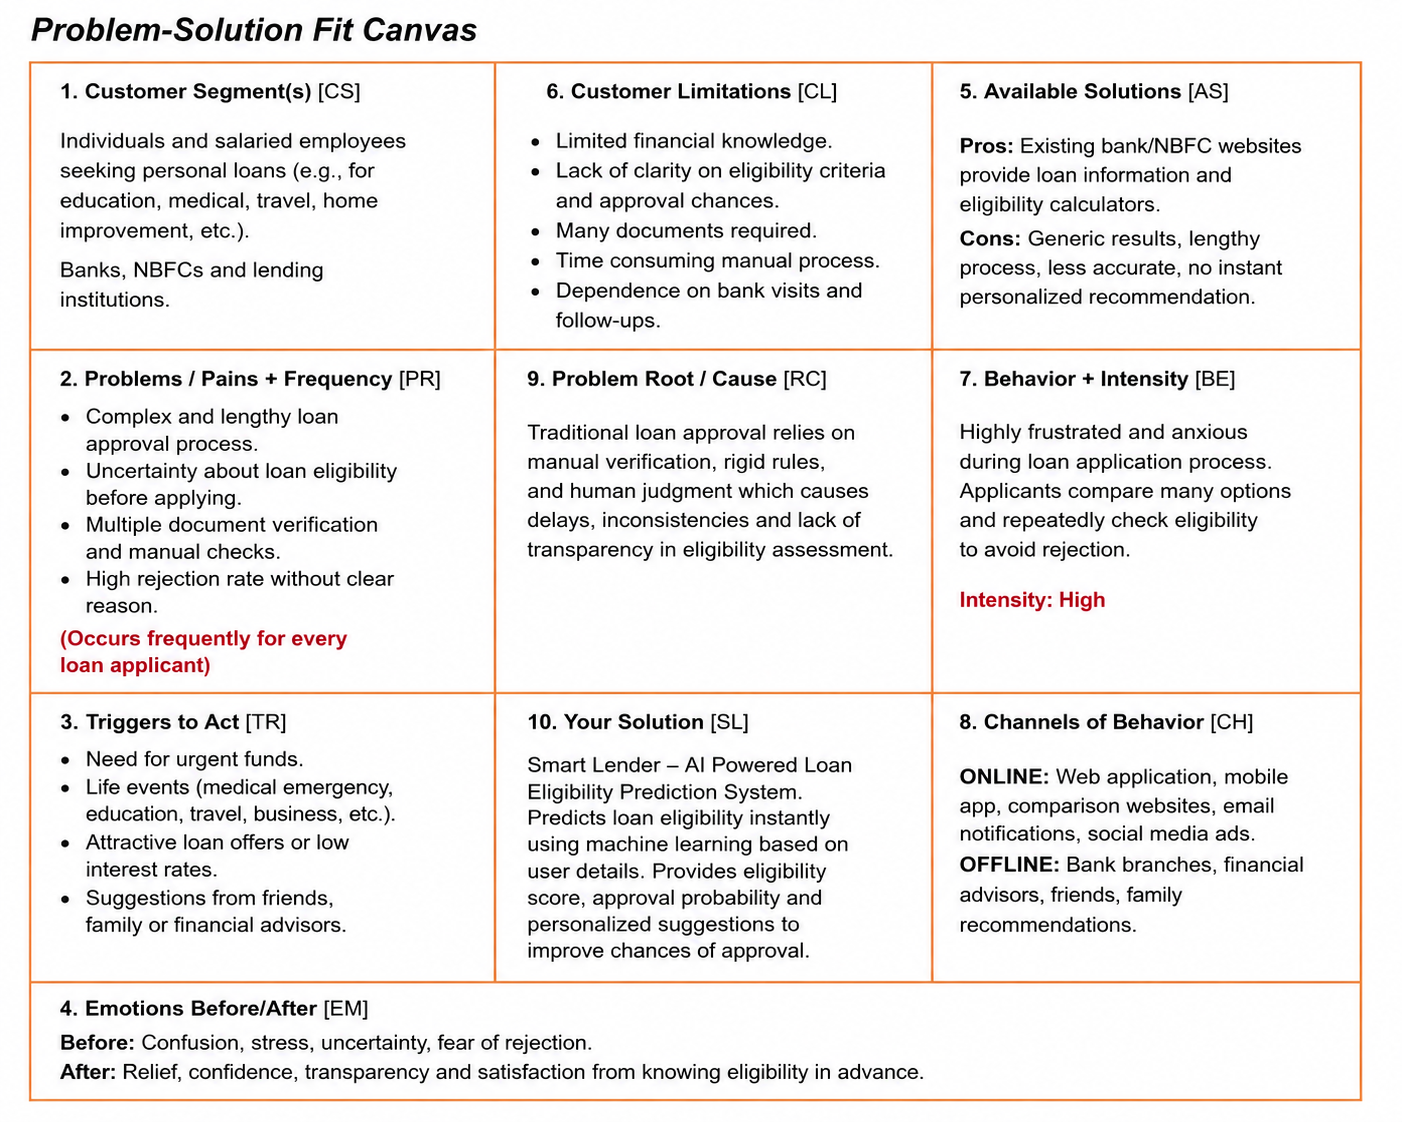 Problem-Solution Fit Canvas
1. Customer Segment(s) [CS]
Individuals and salaried employees
seeking personal loans (e.g., for
education, medical, travel, home
improvement, etc.).
Banks, NBFCs and lending
institutions.
6. Customer Limitations [CL]
• Limited financial knowledge.
• Lack of clarity on eligibility criteria
and approval chances.
• Many documents required.
• Time consuming manual process.
• Dependence on bank visits and
follow-ups.
5. Available Solutions [AS]
Pros: Existing bank/NBFC websites
provide loan information and
eligibility calculators.
Cons: Generic results, lengthy
process, less accurate, no instant
personalized recommendation.
2. Problems / Pains + Frequency [PR]
• Complex and lengthy loan
approval process.
• Uncertainty about loan eligibility
before applying.
• Multiple document verification
and manual checks.
• High rejection rate without clear
reason.
(Occurs frequently for every
loan applicant)
9. Problem Root / Cause [RC]
Traditional loan approval relies on
manual verification, rigid rules,
and human judgment which causes
delays, inconsistencies and lack of
transparency in eligibility assessment.
7. Behavior + Intensity [BE]
Highly frustrated and anxious
during loan application process.
Applicants compare many options
and repeatedly check eligibility
to avoid rejection.
Intensity: High
3. Triggers to Act [TR]
• Need for urgent funds.
• Life events (medical emergency,
education, travel, business, etc.).
• Attractive loan offers or low
interest rates.
• Suggestions from friends,
family or financial advisors.
10. Your Solution [SL]
Smart Lender – AI Powered Loan
Eligibility Prediction System.
Predicts loan eligibility instantly
using machine learning based on
user details. Provides eligibility
score, approval probability and
personalized suggestions to
improve chances of approval.
8. Channels of Behavior [CH]
ONLINE: Web application, mobile
app, comparison websites, email
notifications, social media ads.
OFFLINE: Bank branches, financial
advisors, friends, family
recommendations.
4. Emotions Before/After [EM]
Before: Confusion, stress, uncertainty, fear of rejection.
After: Relief, confidence, transparency and satisfaction from knowing eligibility in advance.